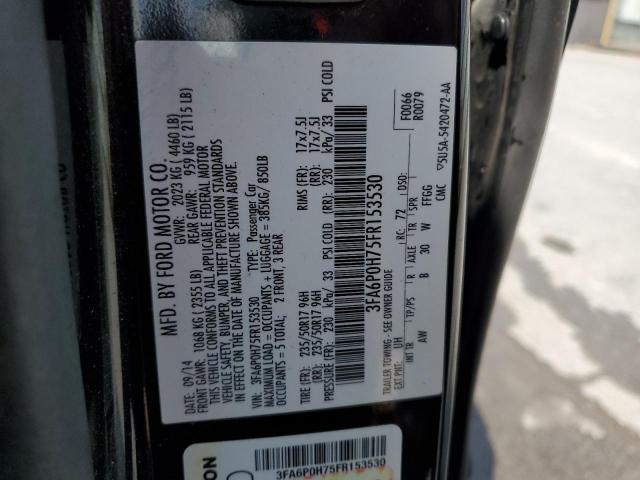 MFD. BY FORD MOTOR CO.
DATE: 09/14 GVWR: 2023 KG ( 4460 LB)
FRONT GAWR: 1068 KG ( 2355 LB) REAR GAWR: 959 KG ( 2115 LB)
THIS VEHICLE CONFORMS TO ALL APPLICABLE FEDERAL MOTOR
VEHICLE SAFETY, BUMPER, AND THEFT PREVENTION STANDARDS
IN EFFECT ON THE DATE OF MANUFACTURE SHOWN ABOVE.
VIN: 3FA6P0H75FR153530 *TYPE: Passenger Car
MAXIMUM LOAD = OCCUPANTS + LUGGAGE = 385KG/ 850LB
OCCUPANTS = 5 TOTAL; 2 FRONT, 3 REAR
TIRE (FR): 235/50R17 96H RIMS (FR): 17x7.5J
(RR): 235/50R17 96H (RR): 17x7.5J
PRESSURE (FR): 230 kPa/ 33 PSI COLD (RR): 230 kPa/ 33 PSI COLD
3FA6P0H75FR153530
F0066
R0079
TRAILER TOWING - SEE OWNER GUIDE
EXT PNT: UH RC: 72 DSO:
INT TR TP/PS R AXLE TR SPR
AW B 30 W FFGG
CMC
5U5A-5420472-AA
ON
3FA6P0H75FR153530